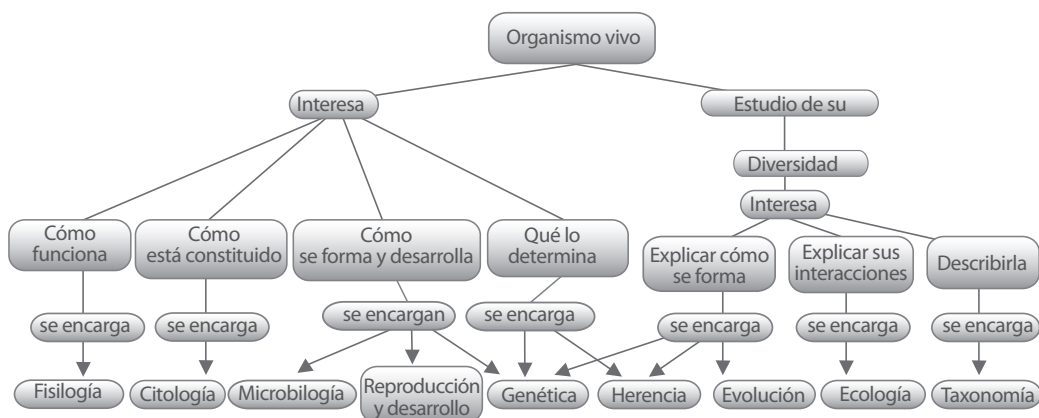 Organismo vivo
Interesa
Estudio de su
Diversidad
Interesa
Cómo
funciona
Cómo
está constituido
Cómo
se forma y desarrolla
Qué lo
determina
Explicar cómo
se forma
Explicar sus
interacciones
Describirla
se encarga
se encarga
se encargan
se encarga
se encarga
se encarga
se encarga
Fisilogía
Citología
Microbilogía
Reproducción
y desarrollo
Genética
Herencia
Evolución
Ecología
Taxonomía